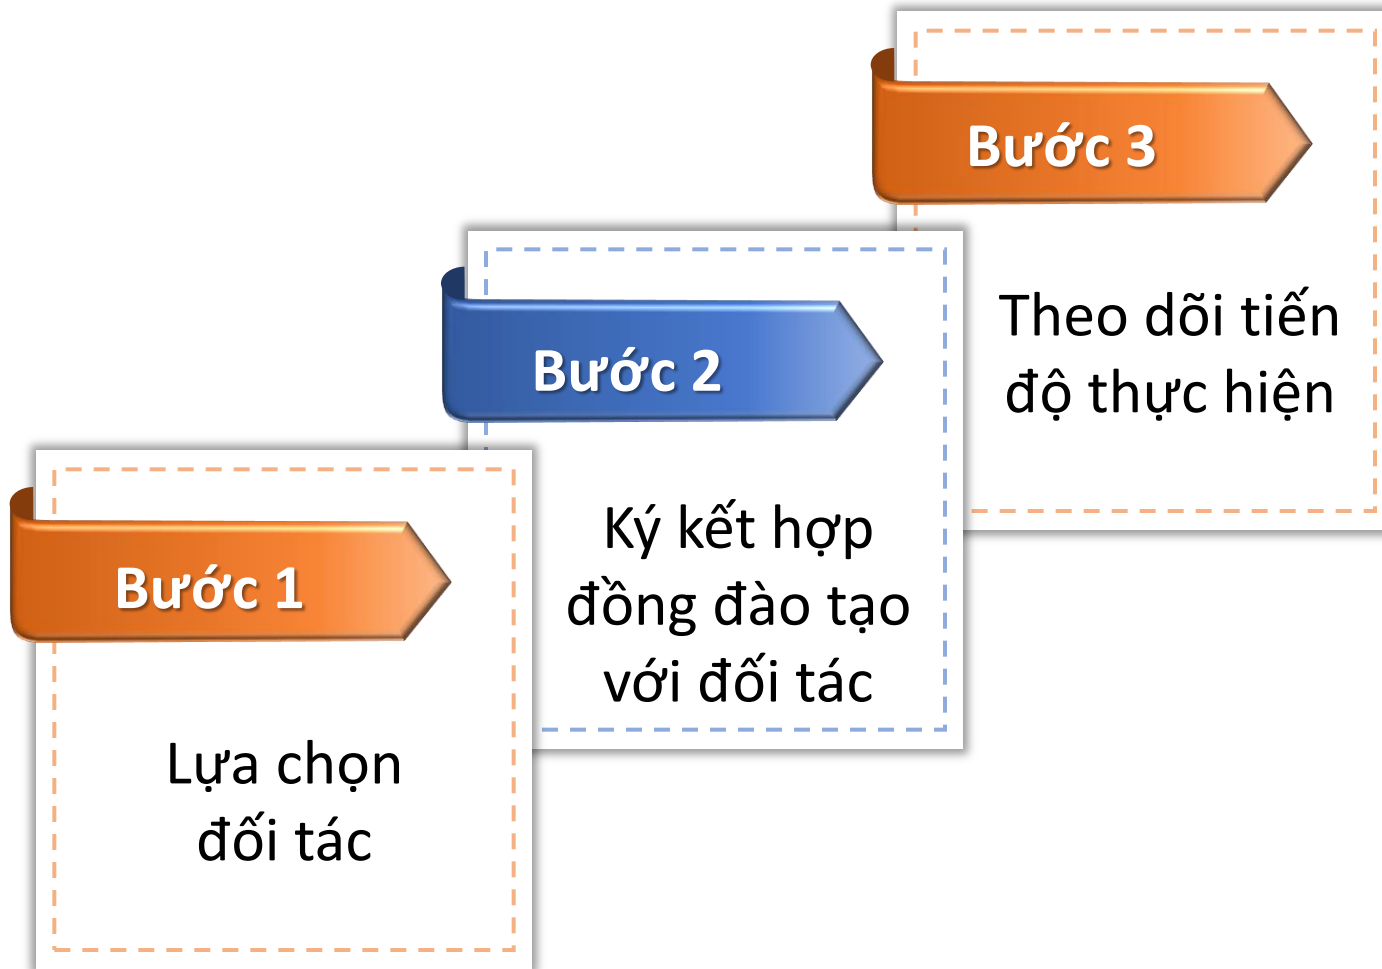 Bước 1
Lựa chọn
đối tác
Bước 2
Ký kết hợp
đồng đào tạo
với đối tác
Bước 3
Theo dõi tiến
độ thực hiện